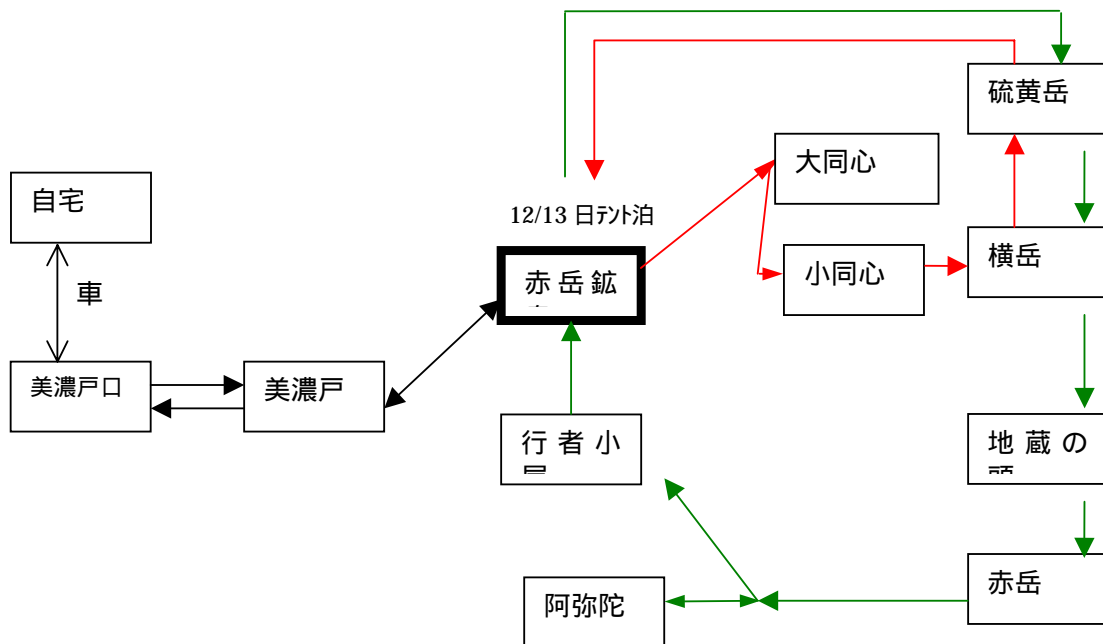 硫黄岳
大同心
自宅
12/13 日テント泊
横岳
赤岳鉱
小同心
車
美濃戸口
美濃戸
行者小
地蔵の
赤岳
阿弥陀